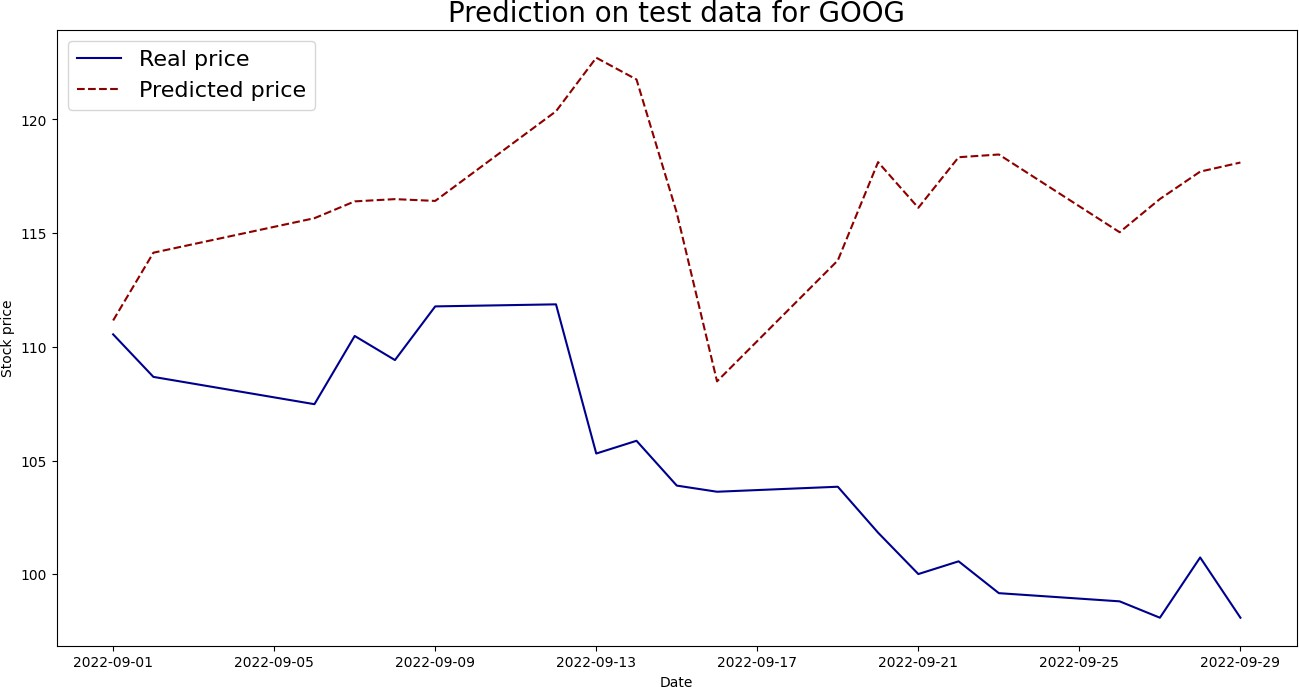 Prediction on test data for GOOG
Real price
Predicted price
120
115
110
105
100
Stock price
2022-09-01 2022-09-05 2022-09-09 2022-09-13 2022-09-17 2022-09-21 2022-09-25 2022-09-29
Date